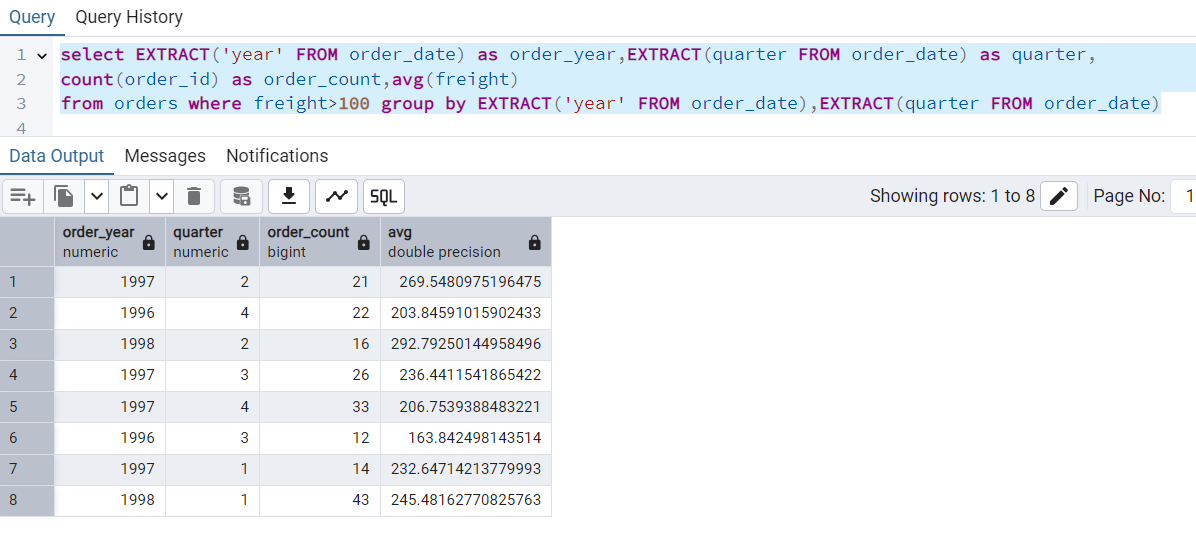 Query Query History
1 select EXTRACT('year' FROM order_date) as order_year,EXTRACT(quarter FROM order_date) as quarter,
2 count(order_id) as order_count,avg(freight)
3 from orders where freight>100 group by EXTRACT('year' FROM order_date),EXTRACT(quarter FROM order_date)
4
Data Output Messages Notifications
SQL Showing rows: 1 to 8 Page No: 1
order_year quarter order_count avg
numeric numeric bigint double precision
1 1997 2 21 269.5480975196475
2 1996 4 22 203.84591015902433
3 1998 2 16 292.79250144958496
4 1997 3 26 236.4411541865422
5 1997 4 33 206.7539388483221
6 1996 3 12 163.842498143514
7 1997 1 14 232.64714213779993
8 1998 1 43 245.48162770825763